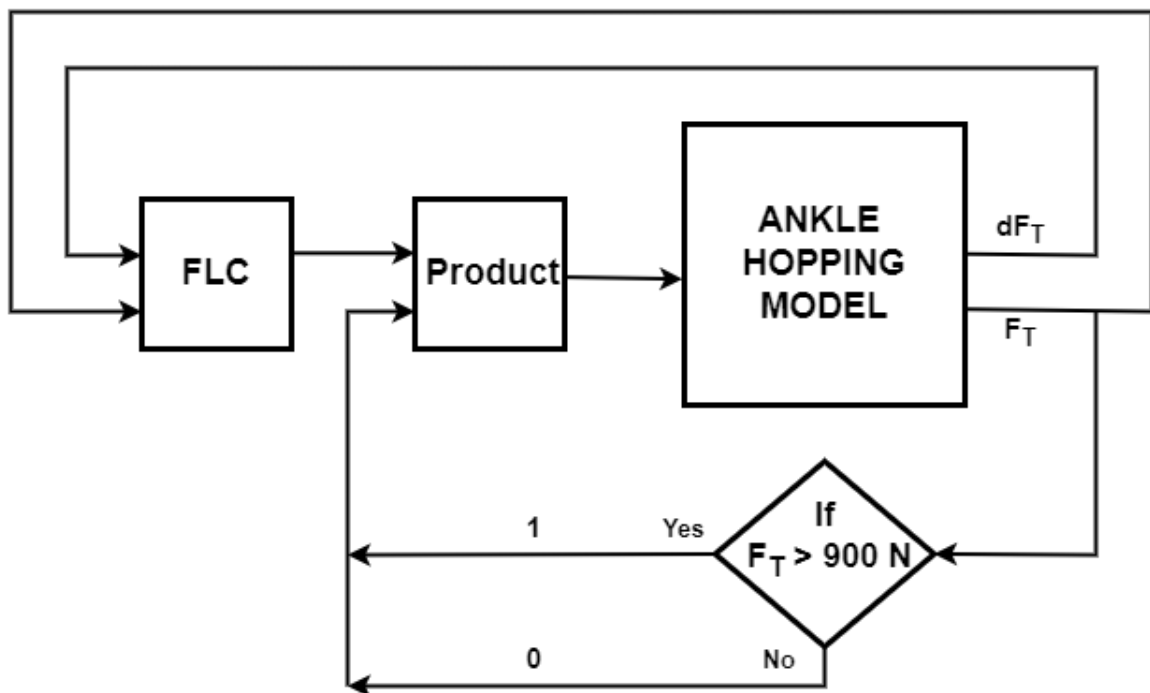 ANKLE
HOPPING
MODEL
dF_T
F_T
FLC
Product
If
F_T > 900 N
1
Yes
0
No